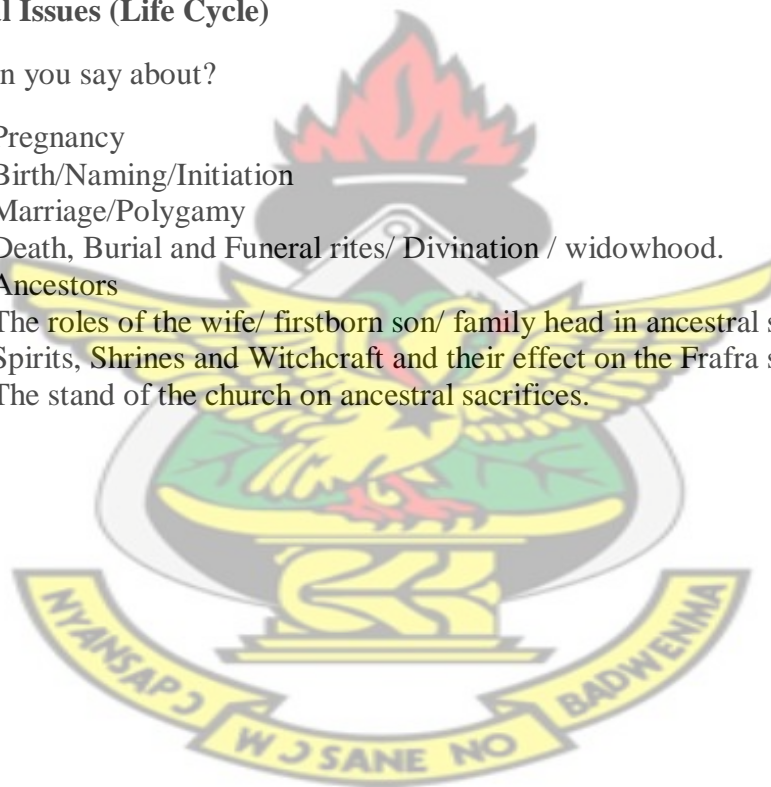 Issues (Life Cycle)
you say about?
Pregnancy
Birth/Naming/Initiation
Marriage/Polygamy
Death, Burial and Funeral rites/ Divination / widowhood.
Ancestors
The roles of the wife/ firstborn son/ family head in ancestral
Spirits, Shrines and Witchcraft and their effect on the Frafra
The stand of the church on ancestral sacrifices.
NYANSAPƆ
WƆSANE NO
BADWENMA